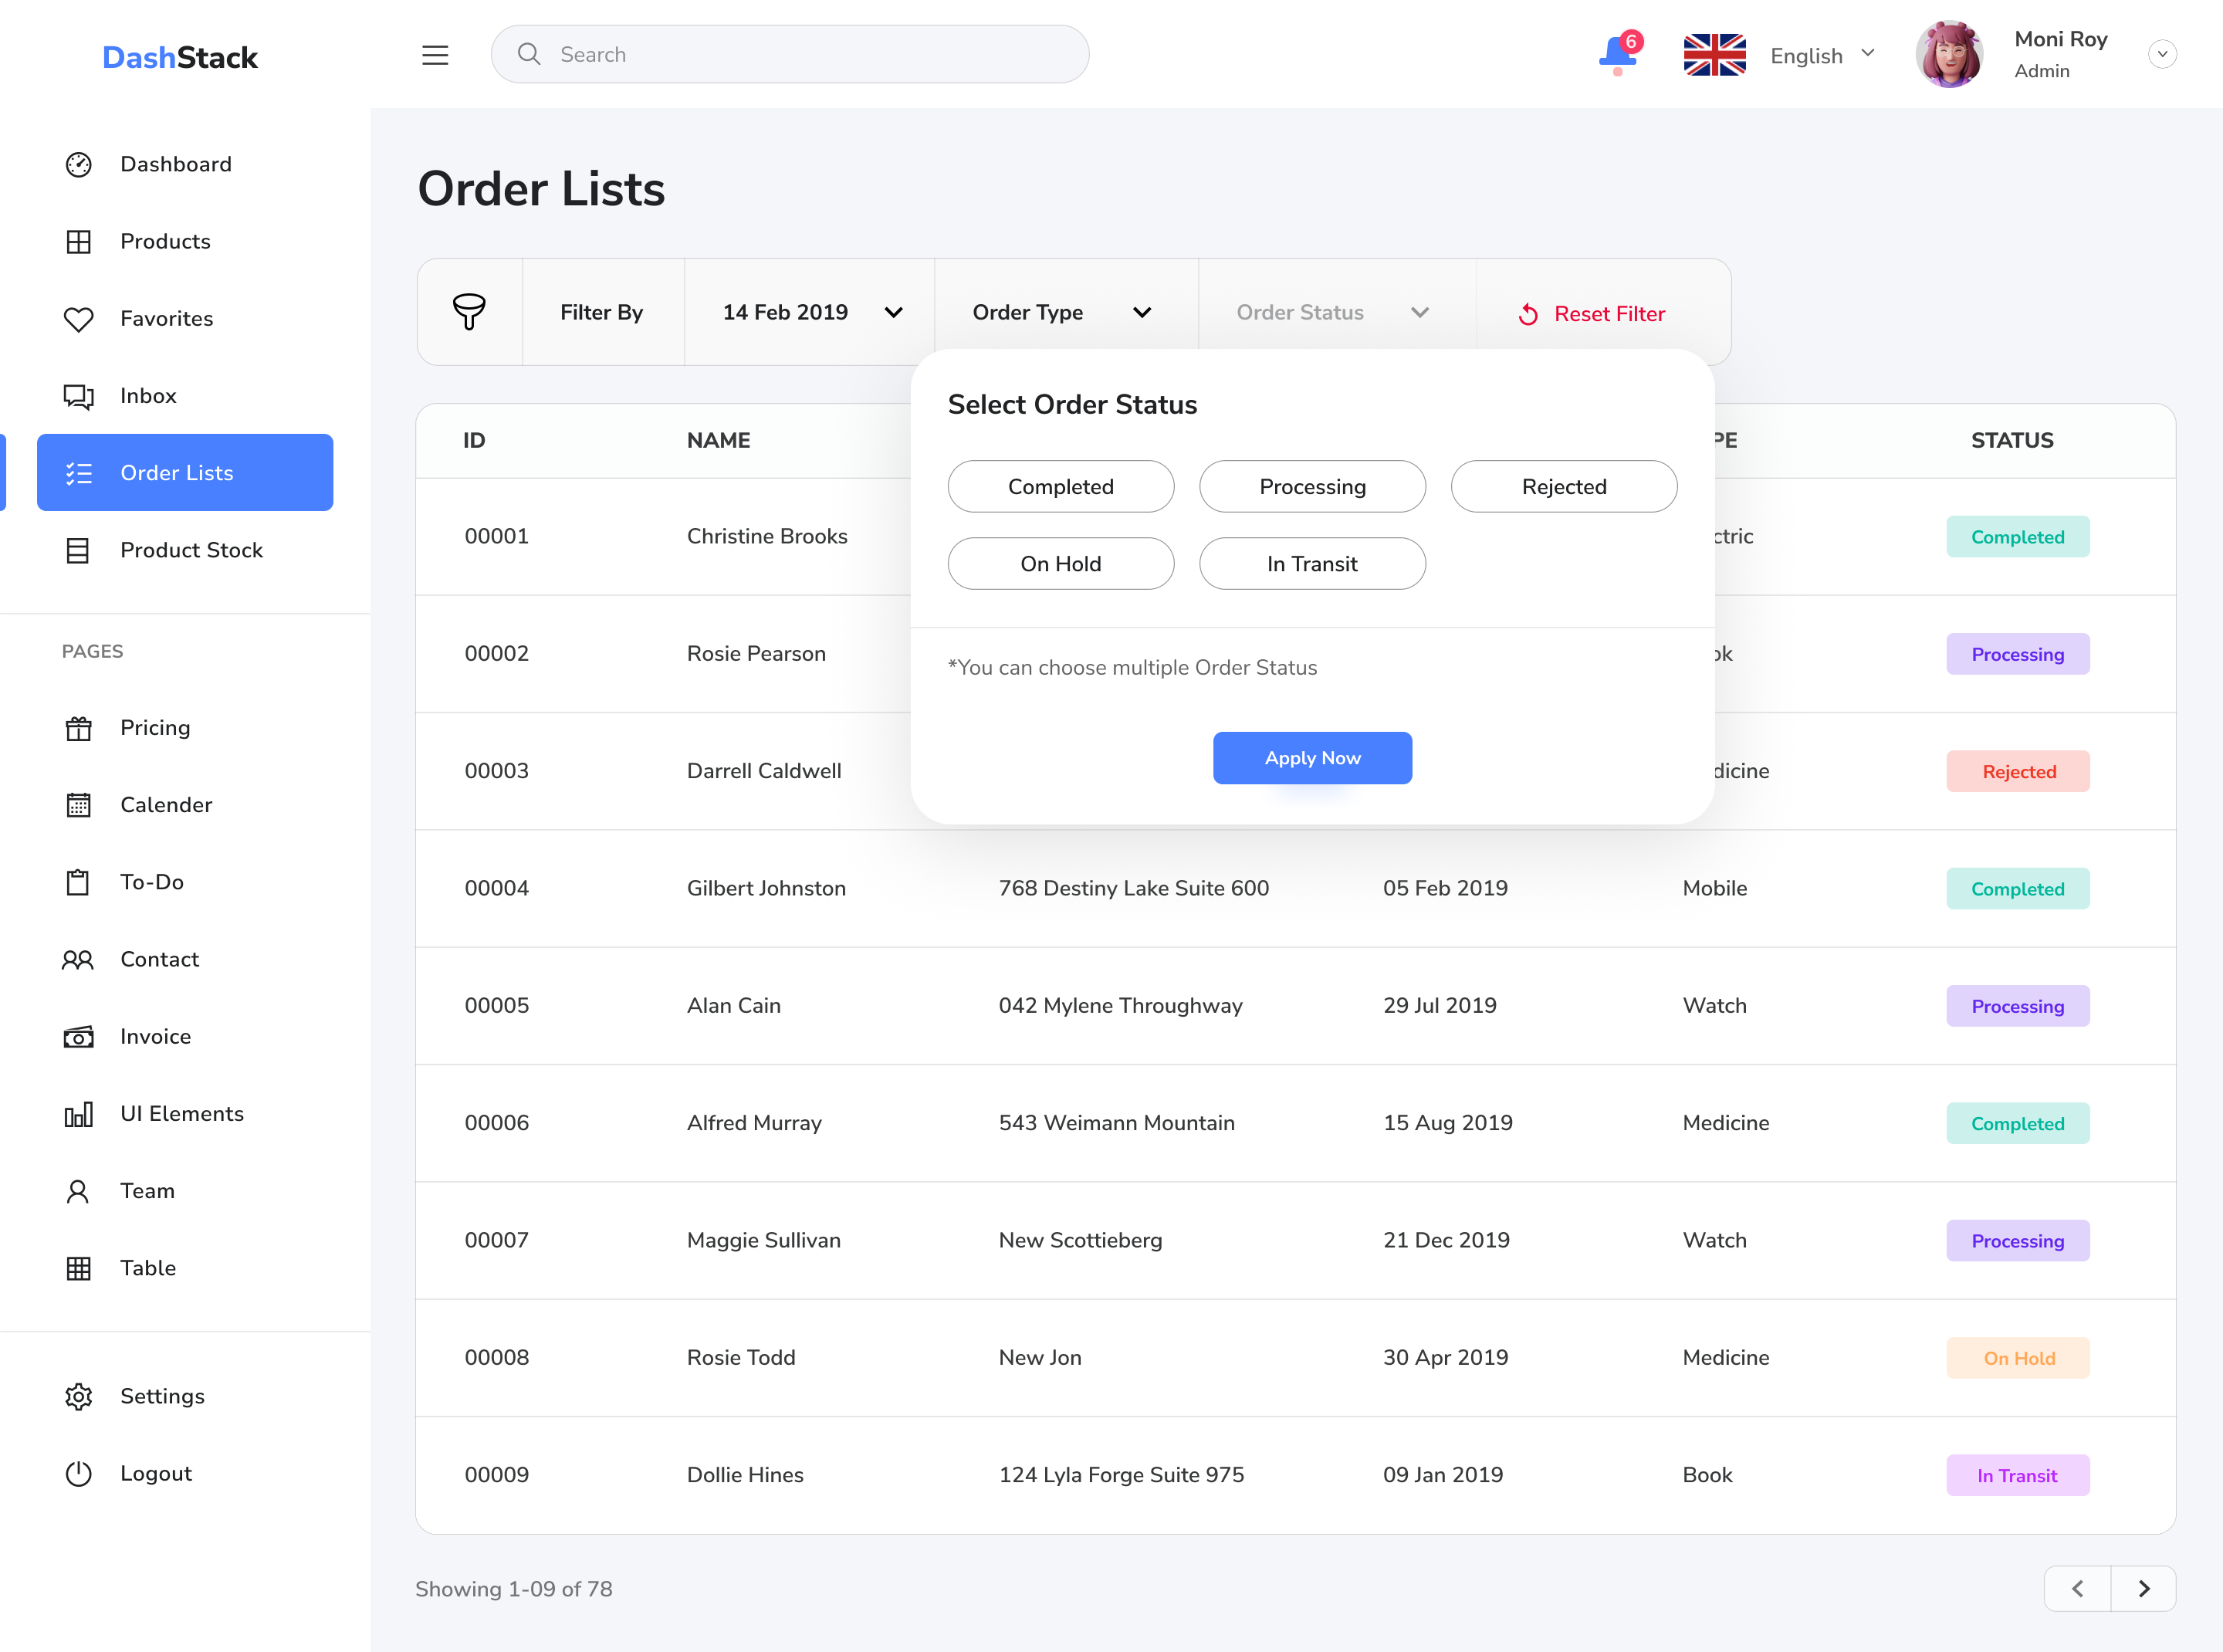 DashStack
Search
6
English
Moni Roy
Admin
Dashboard
Products
Favorites
Inbox
Order Lists
Product Stock
PAGES
Pricing
Calender
To-Do
Contact
Invoice
UI Elements
Team
Table
Settings
Logout
Order Lists
Filter By 14 Feb 2019 Order Type Order Status Reset Filter
Select Order Status
Completed Processing Rejected
On Hold In Transit
*You can choose multiple Order Status
Apply Now
ID NAME PE STATUS
00001 Christine Brooks ctric Completed
00002 Rosie Pearson ok Processing
00003 Darrell Caldwell dicine Rejected
00004 Gilbert Johnston 768 Destiny Lake Suite 600 05 Feb 2019 Mobile Completed
00005 Alan Cain 042 Mylene Throughway 29 Jul 2019 Watch Processing
00006 Alfred Murray 543 Weimann Mountain 15 Aug 2019 Medicine Completed
00007 Maggie Sullivan New Scottieberg 21 Dec 2019 Watch Processing
00008 Rosie Todd New Jon 30 Apr 2019 Medicine On Hold
00009 Dollie Hines 124 Lyla Forge Suite 975 09 Jan 2019 Book In Transit
Showing 1-09 of 78